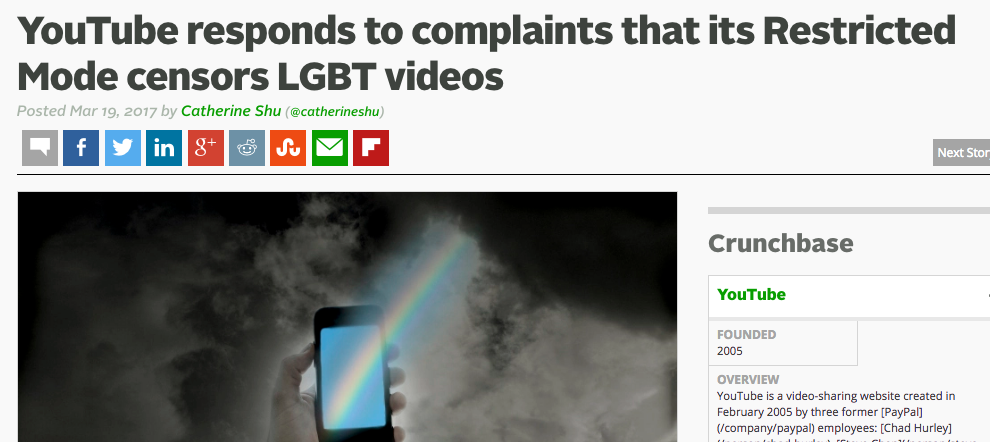 YouTube responds to complaints that its Restricted
Mode censors LGBT videos
Posted Mar 19, 2017 by Catherine Shu (@catherineshu)
f
in
g+
Next Stor
Crunchbase
YouTube
FOUNDED
2005
OVERVIEW
YouTube is a video-sharing website created in
February 2005 by three former [PayPal]
(/company/paypal) employees: [Chad Hurley]